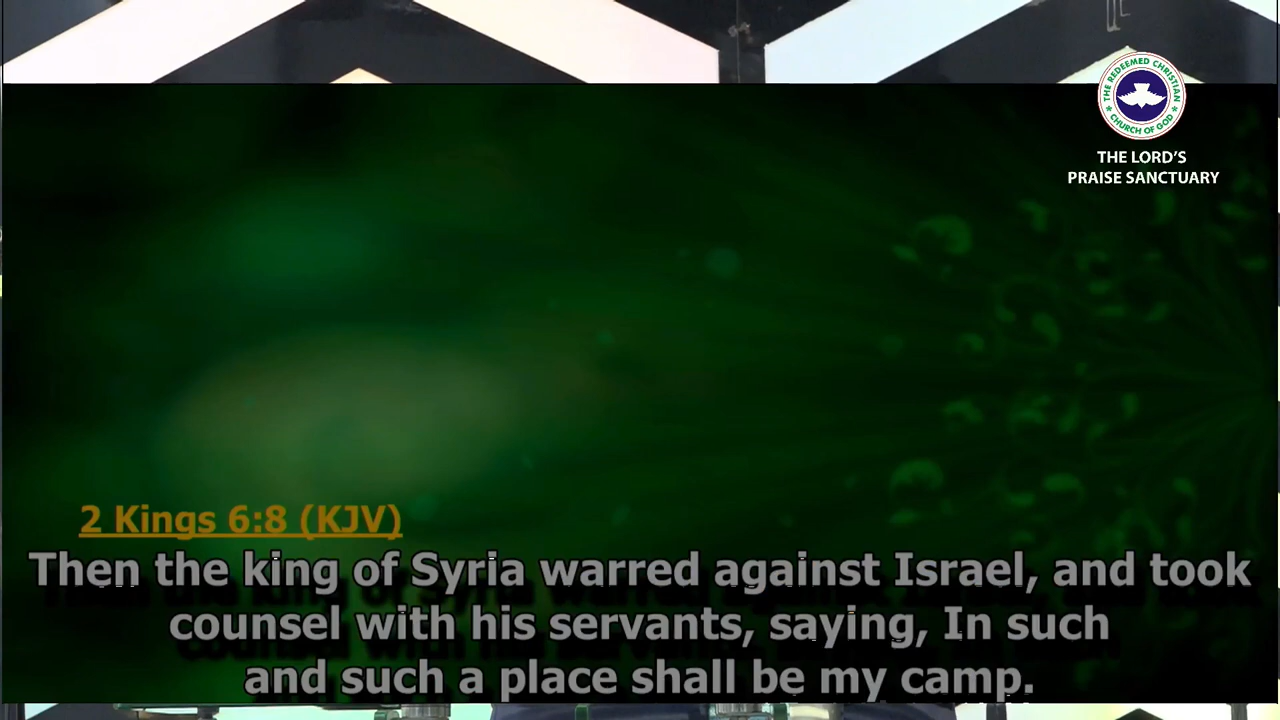 THE REDEEMED CHRISTIAN
CHURCH OF GOD
THE LORD'S
PRAISE SANCTUARY
2 Kings 6:8 (KJV)
Then the king of Syria warred against Israel, and took
counsel with his servants, saying, In such
and such a place shall be my camp.